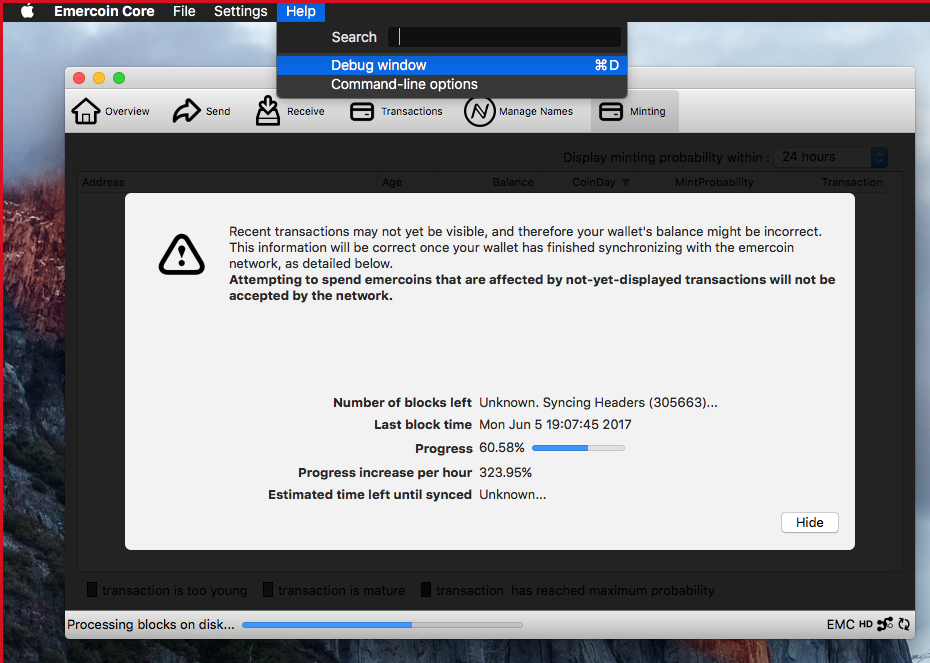 Emercoin Core File Settings Help
Search
Debug window ⌘D
Command-line options
Overview Send Receive Transactions Manage Names Minting
Display minting probability within : 24 hours
Address Age Balance CoinDay MintProbability Transaction
Recent transactions may not yet be visible, and therefore your wallet's balance might be incorrect.
This information will be correct once your wallet has finished synchronizing with the emercoin
network, as detailed below.
Attempting to spend emercoins that are affected by not-yet-displayed transactions will not be
accepted by the network.
Number of blocks left Unknown. Syncing Headers (305663)...
Last block time Mon Jun 5 19:07:45 2017
Progress 60.58%
Progress increase per hour 323.95%
Estimated time left until synced Unknown...
Hide
transaction is too young transaction is mature transaction has reached maximum probability
Processing blocks on disk... EMC HD